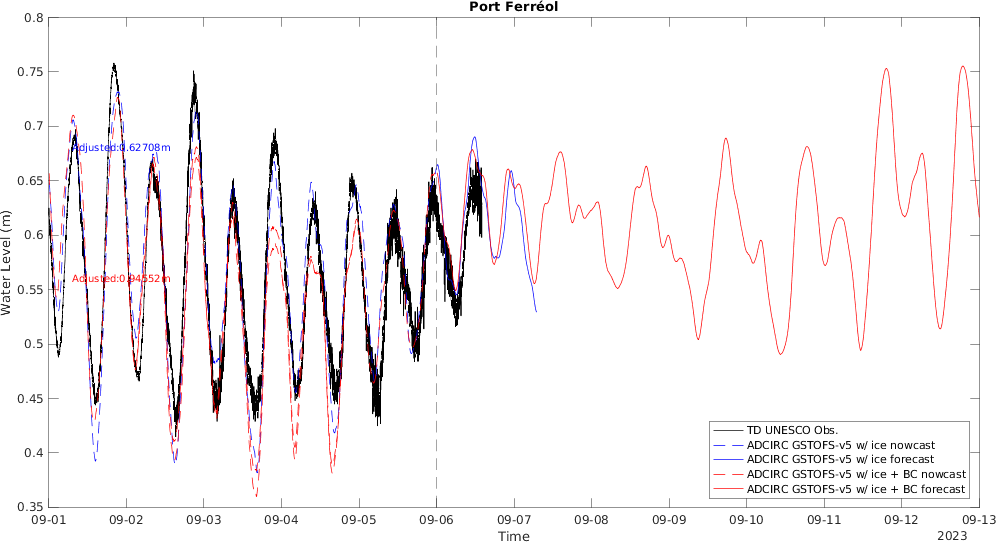 Port Ferréol
0.8
0.75
0.7
0.65
0.6
0.55
0.5
0.45
0.4
0.35
Water Level (m)
Adjusted:0.62708m
Adjusted:0.94552m
TD UNESCO Obs.
ADCIRC GSTOFS-v5 w/ ice nowcast
ADCIRC GSTOFS-v5 w/ ice forecast
ADCIRC GSTOFS-v5 w/ ice + BC nowcast
ADCIRC GSTOFS-v5 w/ ice + BC forecast
09-01 09-02 09-03 09-04 09-05 09-06 09-07 09-08 09-09 09-10 09-11 09-12 09-13
Time
2023